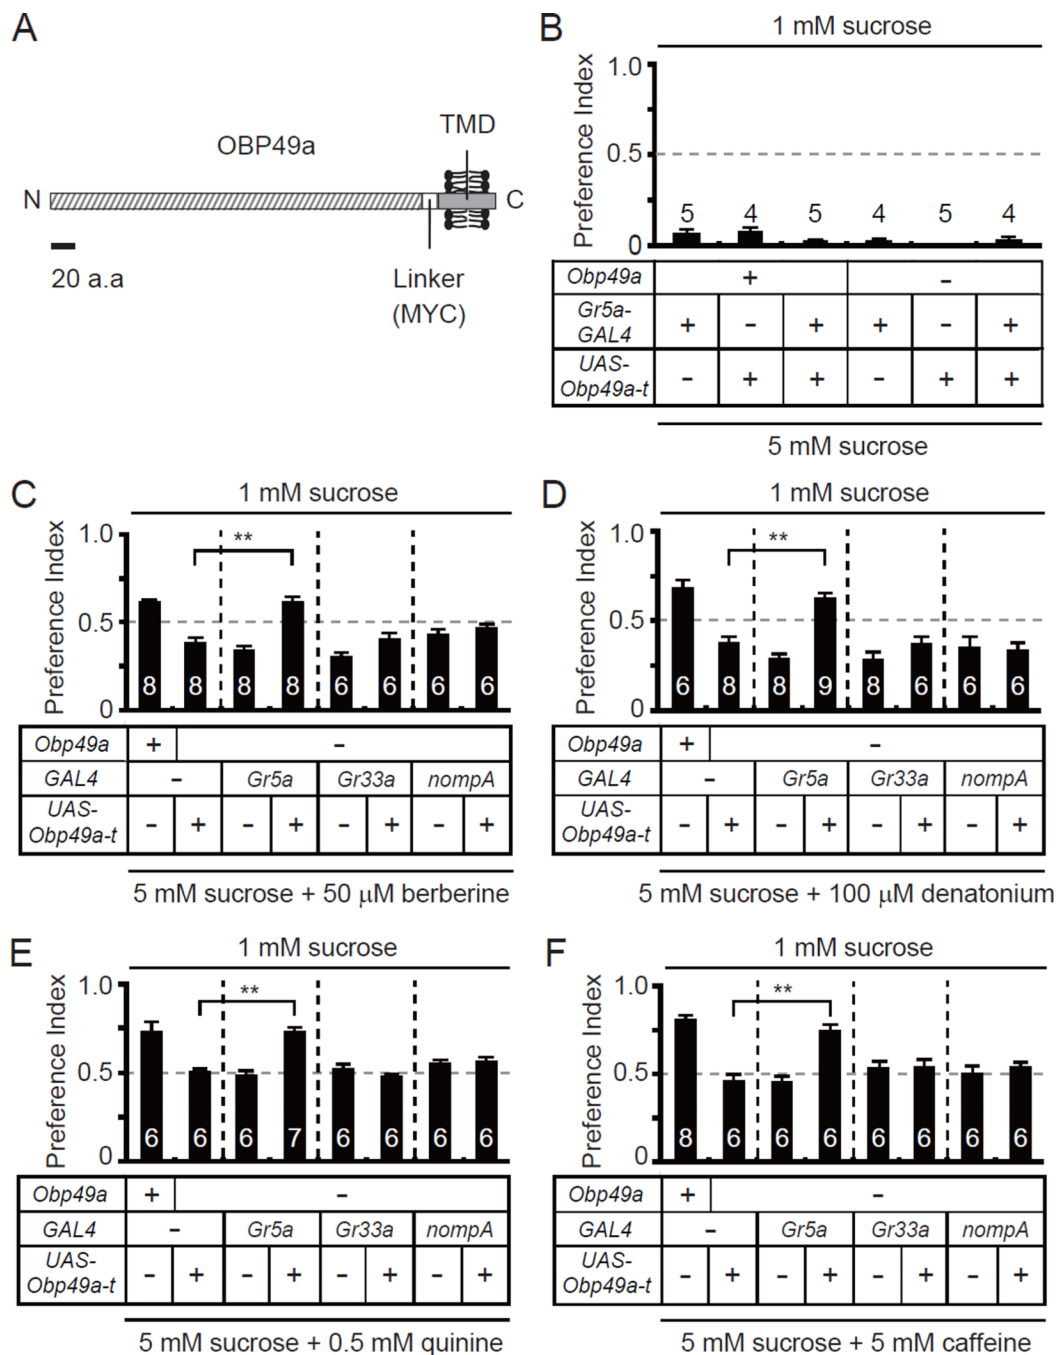 A
OBP49a
TMD
N
C
20 a.a
Linker
(MYC)
B
1 mM sucrose
Preference Index
1.0
0.5
0
5 4 5 4 5 4
Obp49a + -
Gr5a-
GAL4 + - + + - +
UAS-
Obp49a-t - + + - + +
5 mM sucrose
C
1 mM sucrose
Preference Index
1.0
0.5
0
**
8 8 8 8 6 6 6 6
Obp49a + -
GAL4 - Gr5a Gr33a nompA
UAS-
Obp49a-t - + - + - + - +
5 mM sucrose + 50 μM berberine
D
1 mM sucrose
Preference Index
1.0
0.5
0
**
6 8 8 9 8 6 6 6
Obp49a + -
GAL4 - Gr5a Gr33a nompA
UAS-
Obp49a-t - + - + - + - +
5 mM sucrose + 100 μM denatonium
E
1 mM sucrose
Preference Index
1.0
0.5
0
**
6 6 6 7 6 6 6 6
Obp49a + -
GAL4 - Gr5a Gr33a nompA
UAS-
Obp49a-t - + - + - + - +
5 mM sucrose + 0.5 mM quinine
F
1 mM sucrose
Preference Index
1.0
0.5
0
**
8 6 6 6 6 6 6 6
Obp49a + -
GAL4 - Gr5a Gr33a nompA
UAS-
Obp49a-t - + - + - + - +
5 mM sucrose + 5 mM caffeine